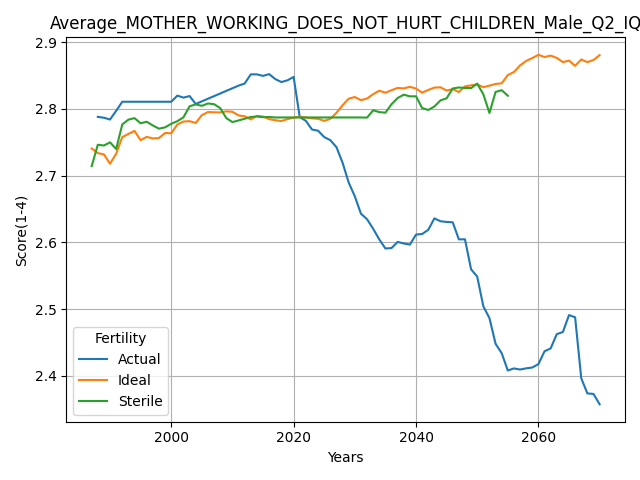 Average_MOTHER_WORKING_DOES_NOT_HURT_CHILDREN_Male_Q2_IQ
2.9
2.8
2.7
2.6
2.5
2.4
Score(1-4)
Fertility
Actual
Ideal
Sterile
2000
2020
2040
2060
Years